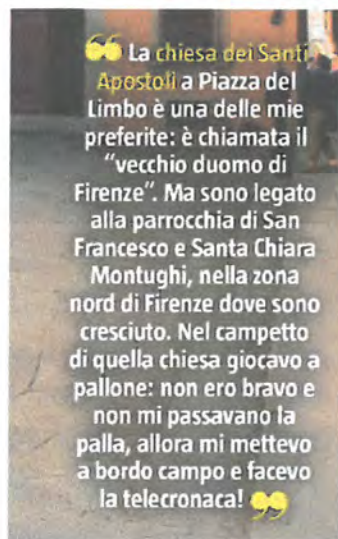 ❝ La chiesa dei Santi
Apostoli a Piazza del
Limbo è una delle mie
preferite: è chiamata il
“vecchio duomo di
Firenze”. Ma sono legato
alla parrocchia di San
Francesco e Santa Chiara
Montughi, nella zona
nord di Firenze dove sono
cresciuto. Nel campetto
di quella chiesa giocavo a
pallone: non ero bravo e
non mi passavano la
palla, allora mi mettevo
a bordo campo e facevo
la telecronaca! ❞